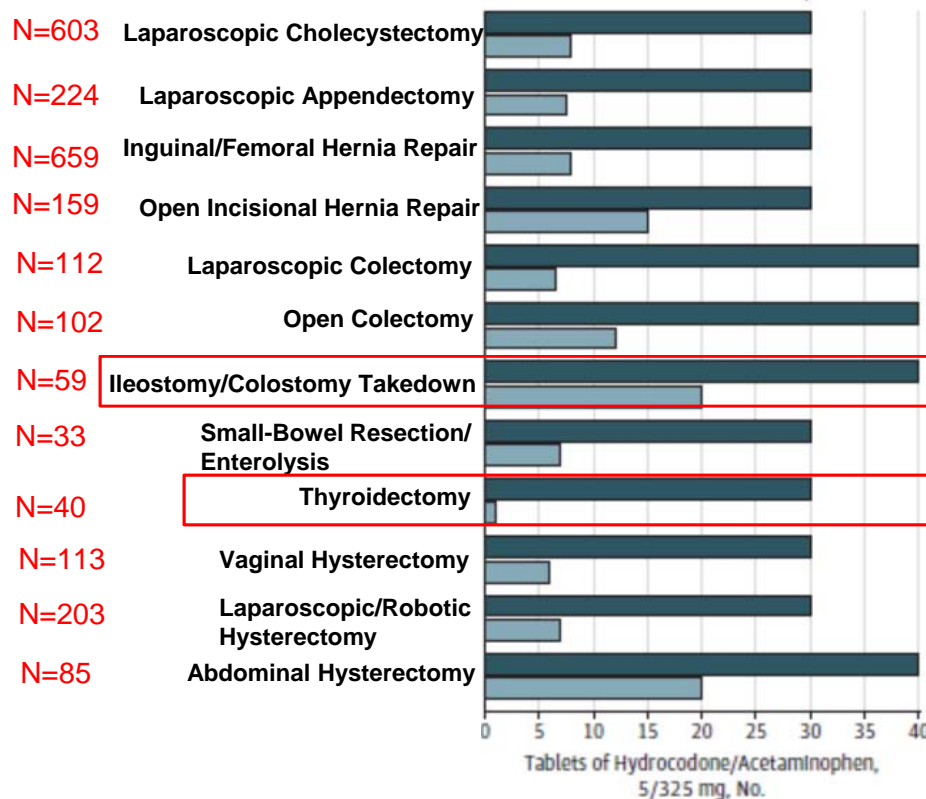 N=603 Laparoscopic Cholecystectomy
N=224 Laparoscopic Appendectomy
N=659 Inguinal/Femoral Hernia Repair
N=159 Open Incisional Hernia Repair
N=112 Laparoscopic Colectomy
N=102 Open Colectomy
N=59 Ileostomy/Colostomy Takedown
N=33 Small-Bowel Resection/
Enterolysis
N=40 Thyroidectomy
N=113 Vaginal Hysterectomy
N=203 Laparoscopic/Robotic
Hysterectomy
N=85 Abdominal Hysterectomy
0 5 10 15 20 25 30 35 40
Tablets of Hydrocodone/Acetaminophen,
5/325 mg, No.